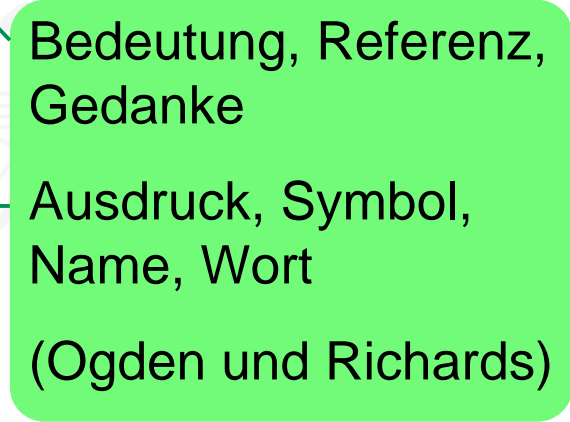 Bedeutung, Referenz,
Gedanke
Ausdruck, Symbol,
Name, Wort
(Ogden und Richards)